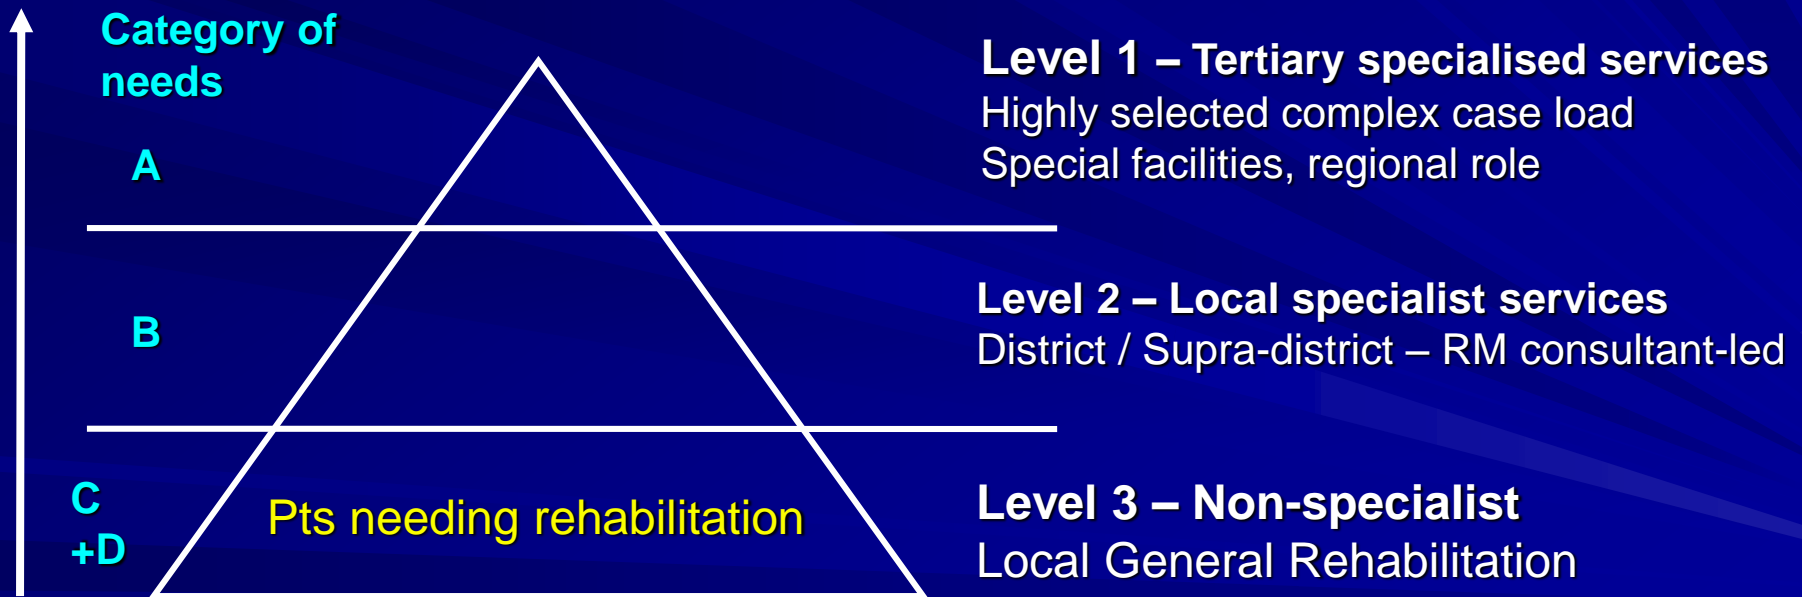 Category of
needs
A
B
C
+D
Pts needing rehabilitation
Level 1 – Tertiary specialised services
Highly selected complex case load
Special facilities, regional role
Level 2 – Local specialist services
District / Supra-district – RM consultant-led
Level 3 – Non-specialist
Local General Rehabilitation